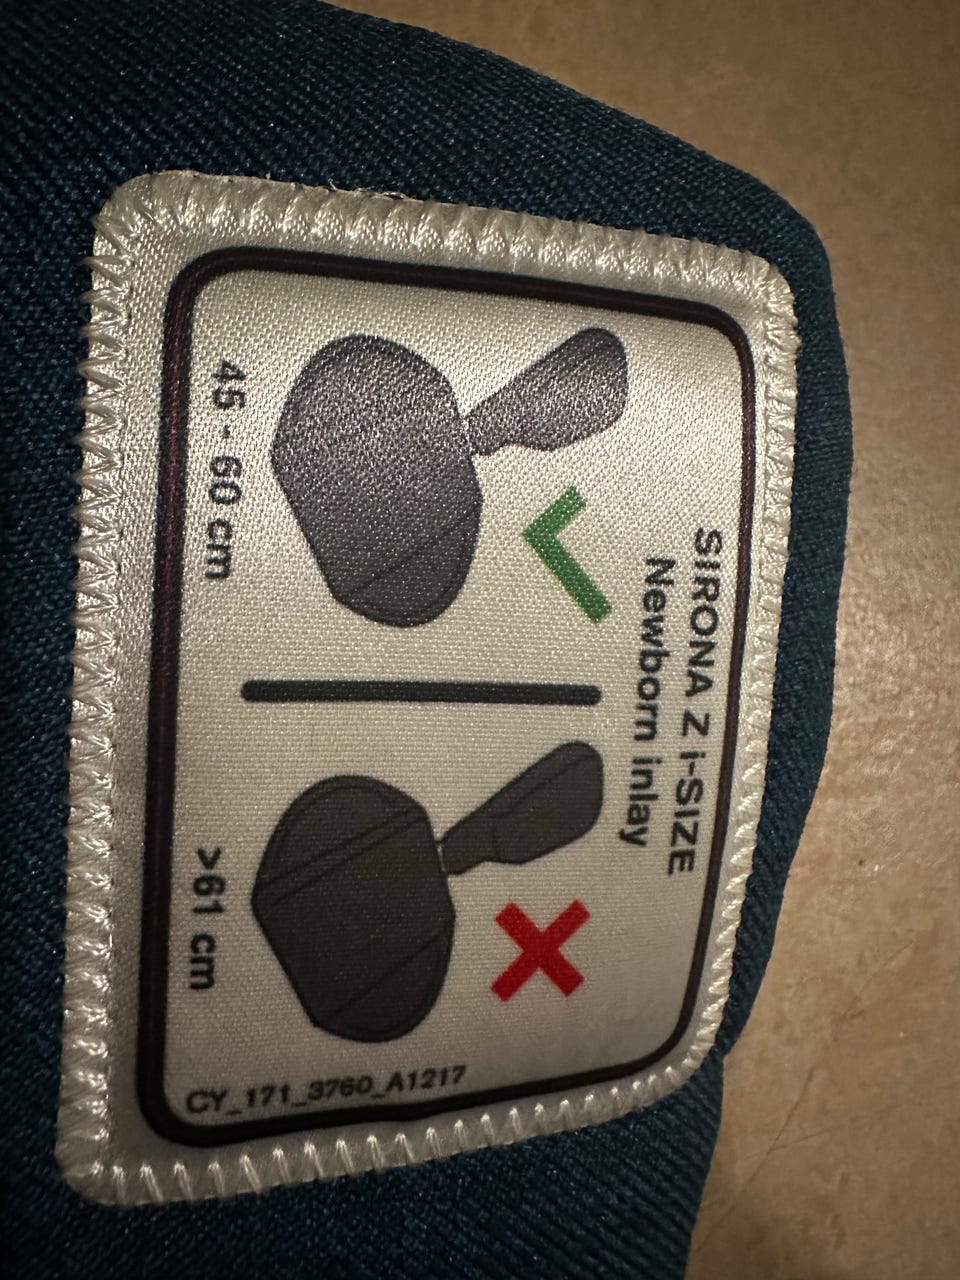 SIRONA Z i-SIZE
Newborn inlay
45 - 60 cm
>61 cm
CY_171_3760_A1217